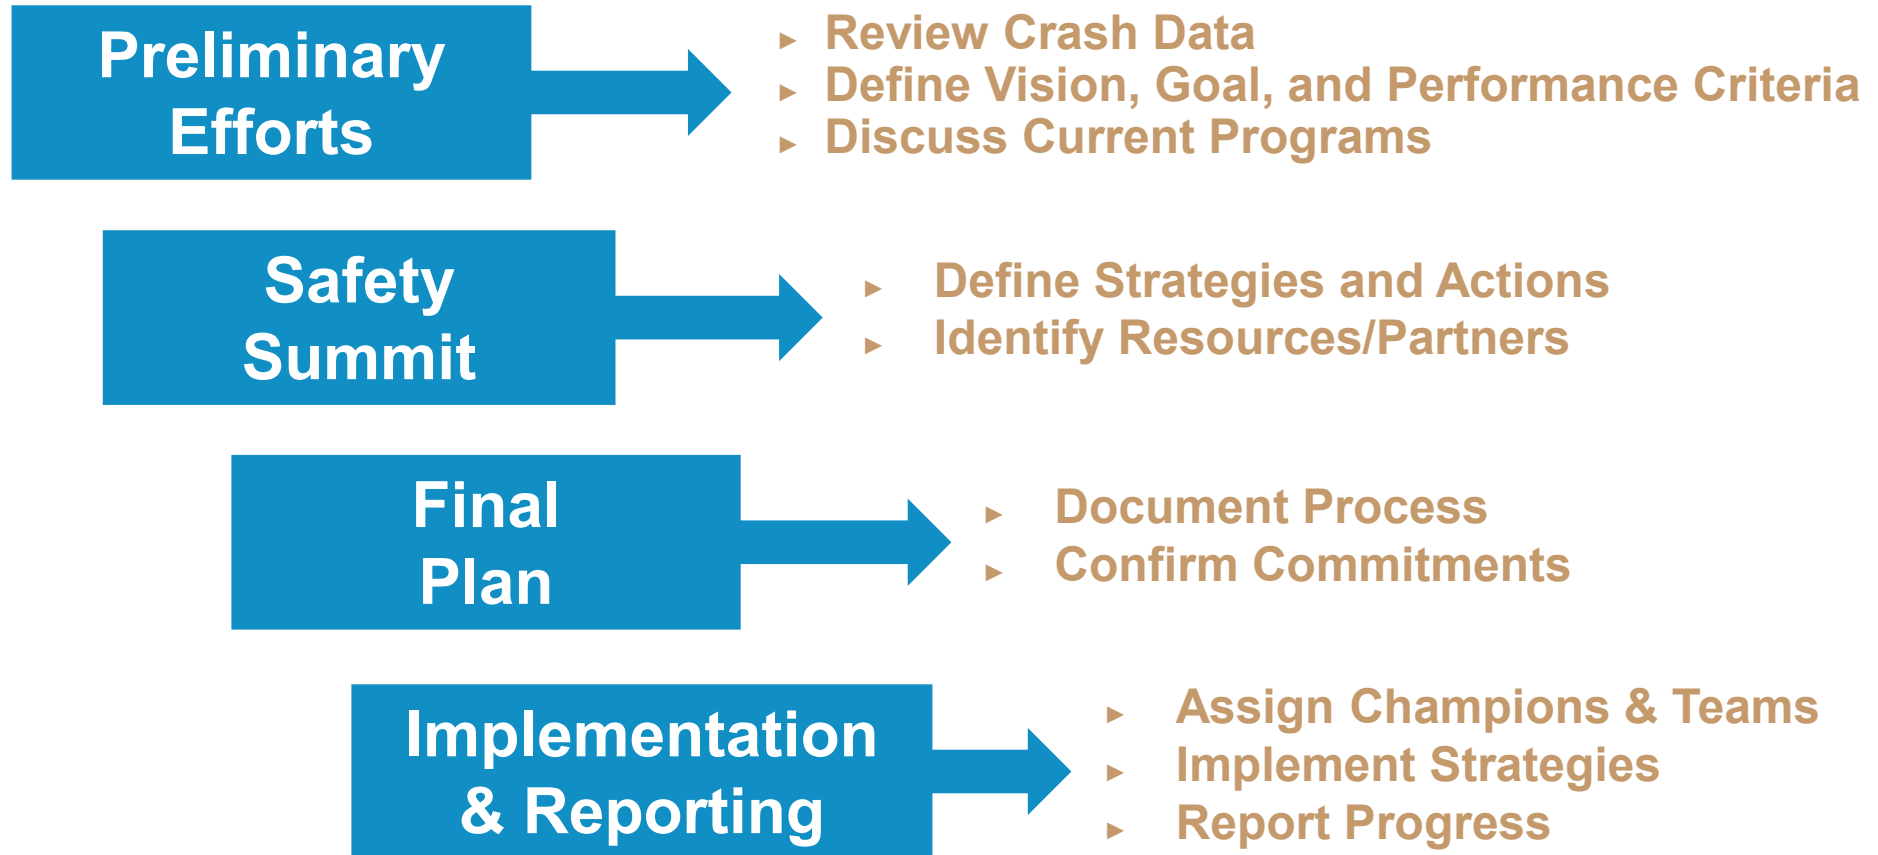 Preliminary
Efforts
► Review Crash Data
► Define Vision, Goal, and Performance Criteria
► Discuss Current Programs
Safety
Summit
► Define Strategies and Actions
► Identify Resources/Partners
Final
Plan
► Document Process
► Confirm Commitments
Implementation
& Reporting
► Assign Champions & Teams
► Implement Strategies
► Report Progress